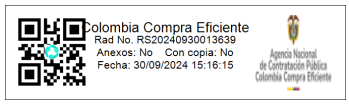 Colombia Compra Eficiente
Rad No. RS20240930013639
Anexos: No    Con copia: No
Fecha: 30/09/2024 15:16:15
Agencia Nacional
de Contratación Pública
Colombia Compra Eficiente